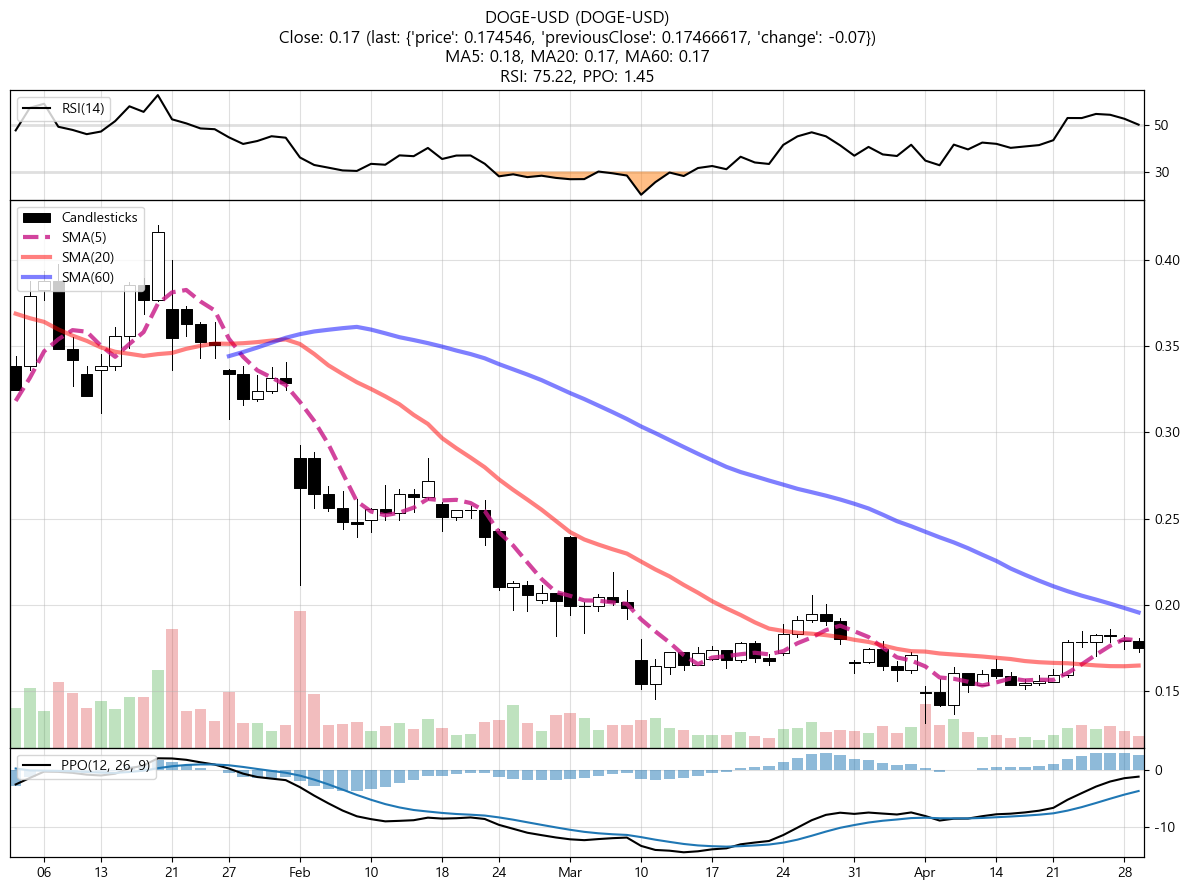 DOGE-USD (DOGE-USD)
Close: 0.17 (last: {'price': 0.174546, 'previousClose': 0.17466617, 'change': -0.07})
MA5: 0.18, MA20: 0.17, MA60: 0.17
RSI: 75.22, PPO: 1.45
RSI(14)
50
30
Candlesticks
SMA(5)
SMA(20)
SMA(60)
0.40
0.35
0.30
0.25
0.20
0.15
PPO(12, 26, 9)
0
-10
06 13 21 27 Feb 10 18 24 Mar 10 17 24 31 Apr 14 21 28